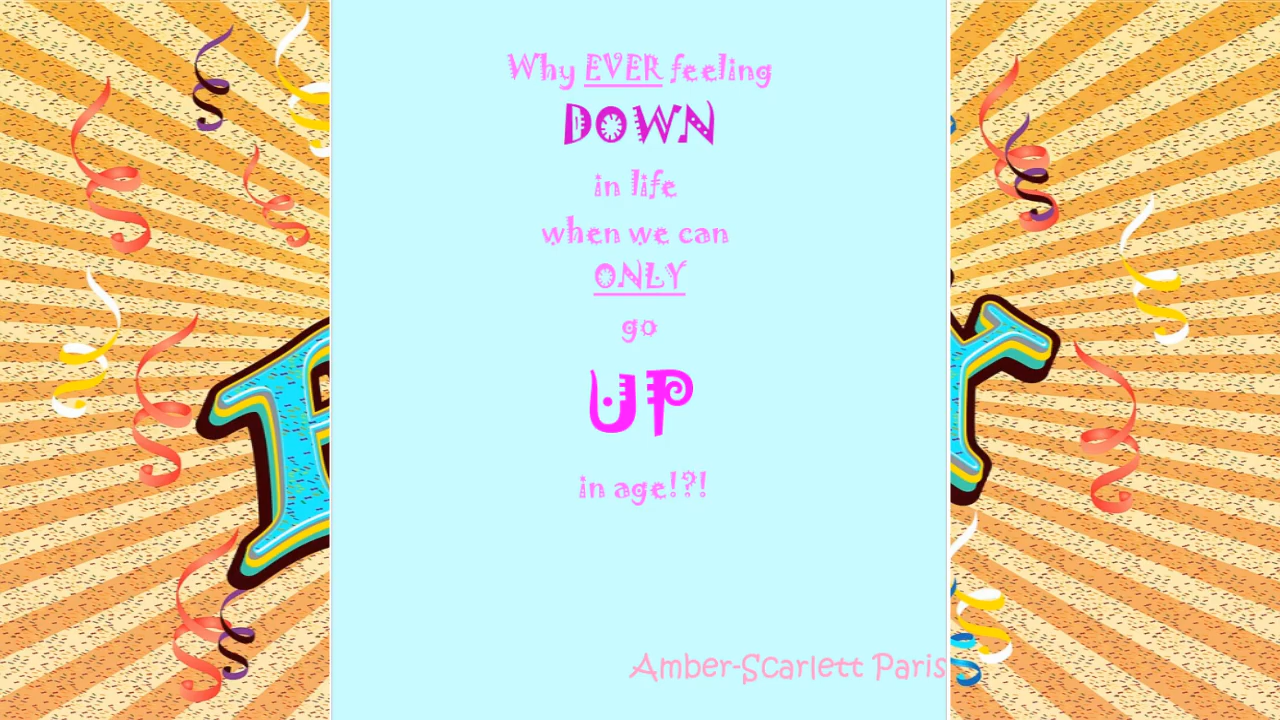 Why EVER feeling
DOWN
in life
when we can
ONLY
go
UP
in age!?!
Amber-Scarlett Paris